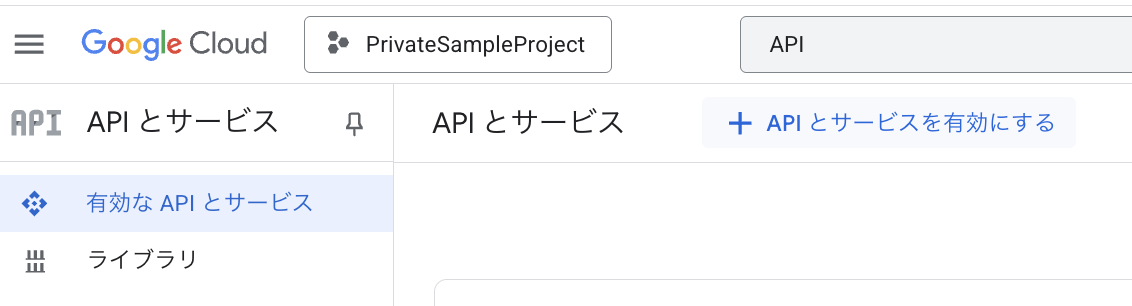 Google Cloud
PrivateSampleProject
API
API
API とサービス
API とサービス
API とサービスを有効にする
有効な API とサービス
ライブラリ